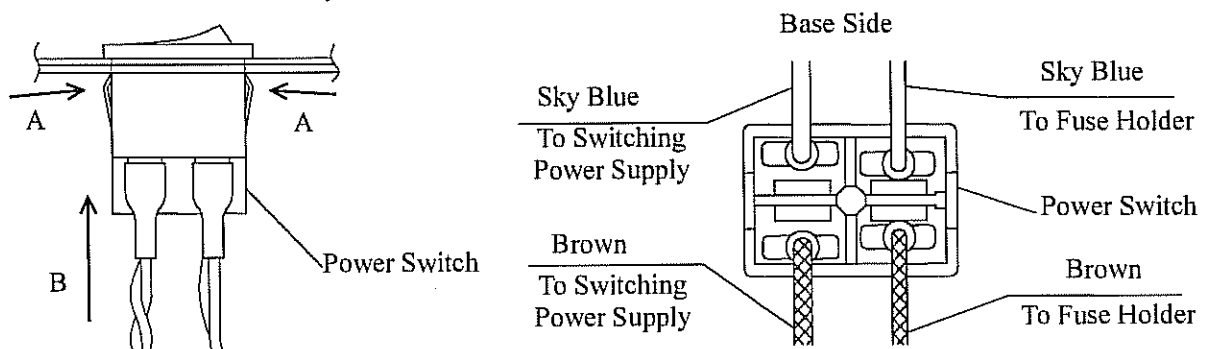 A
A
B
Power Switch
Base Side
Sky Blue
To Switching
Power Supply
Sky Blue
To Fuse Holder
Power Switch
Brown
To Switching
Power Supply
Brown
To Fuse Holder